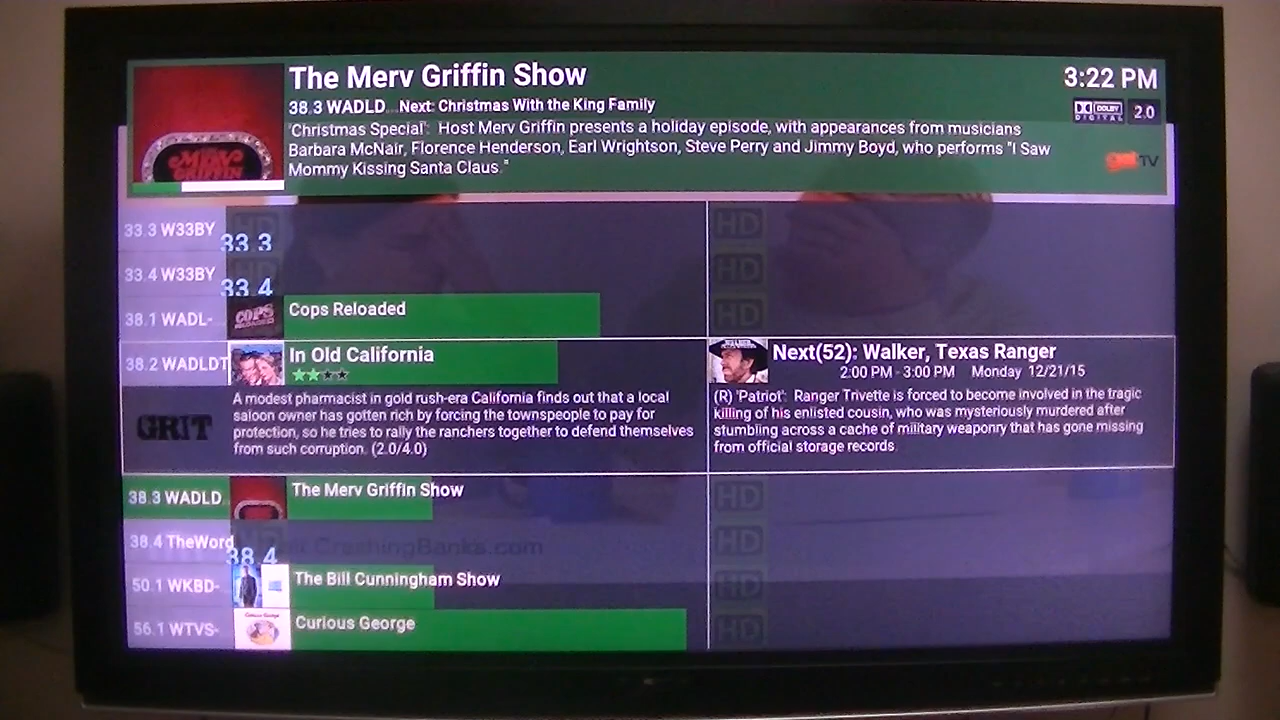 The Merv Griffin Show
3:22 PM
38.3 WADLD Next: Christmas With the King Family
DOLBY DIGITAL 2.0
'Christmas Special': Host Merv Griffin presents a holiday episode, with appearances from musicians
Barbara McNair, Florence Henderson, Earl Wrightson, Steve Perry and Jimmy Boyd, who performs "I Saw
Mommy Kissing Santa Claus."
MERV GRIFFIN
TV
33.3 W33BY
33.3
HD
HD
33.4 W33BY
33.4
HD
HD
38.1 WADL-
COPS RELOADED
Cops Reloaded
HD
38.2 WADLDT
In Old California
Next(52): Walker, Texas Ranger
2:00 PM - 3:00 PM Monday 12/21/15
GRIT
A modest pharmacist in gold rush-era California finds out that a local
saloon owner has gotten rich by forcing the townspeople to pay for
protection, so he tries to rally the ranchers together to defend themselves
from such corruption. (2.0/4.0)
(R) 'Patriot': Ranger Trivette is forced to become involved in the tragic
killing of his enlisted cousin, who was mysteriously murdered after
stumbling across a cache of military weaponry that has gone missing
from official storage records.
38.3 WADLD
The Merv Griffin Show
HD
38.4 TheWord
38.4
CrashingBanks.com
HD
50.1 WKBD-
The Bill Cunningham Show
HD
56.1 WTVS-
Curious George
HD